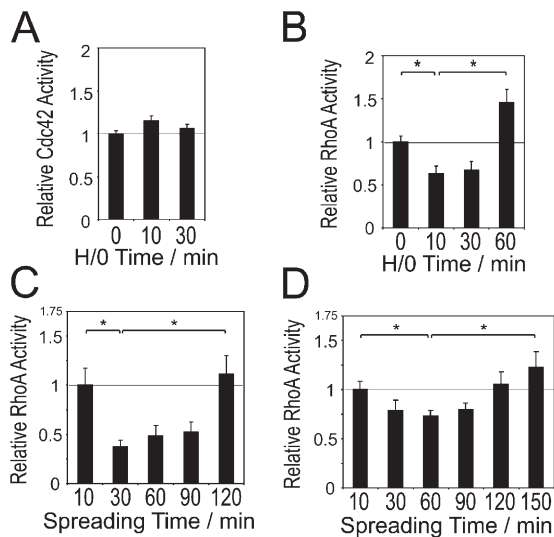 A
Relative Cdc42 Activity
2
1.5
1
0.5
0
0 10 30
H/0 Time / min
B
Relative RhoA Activity
2
1.5
1
0.5
0
* *
0 10 30 60
H/0 Time / min
C
Relative RhoA Activity
1.75
1
0.5
0
* *
10 30 60 90 120
Spreading Time / min
D
Relative RhoA Activity
1.75
1.25
1
0.75
0.5
0
* *
10 30 60 90 120 150
Spreading Time / min